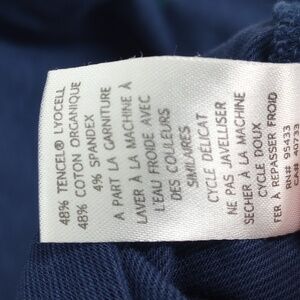 48% TENCEL® LYOCELL
48% COTON ORGANIQUE
4% SPANDEX
A PART LA GARNITURE
LAVER À LA MACHINE À
L'EAU FROIDE AVEC
DES COULEURS
SIMILAIRES
CYCLE DÉLICAT
NE PAS JAVELLISER
SECHER À LA MACHINE
CYCLE DOUX
FER À REPASSER FROID
RN# 95433
CA# 40733